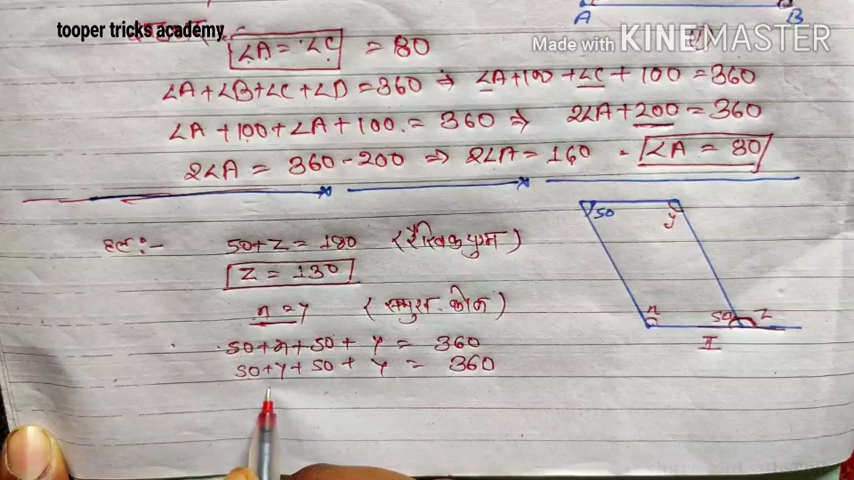 tooper tricks academy
A B
Made with KINEMASTER
∠A = ∠C = 80
∠A+∠B+∠C+∠D=360 ⇒ ∠A+100+∠C+100=360
∠A+100+∠A+100.=360 ⇒ 2∠A+200=360
2∠A = 360-200 ⇒ 2∠A=160 - ∠A = 80
50 y
हलः- 50+Z=180 (रैखिक युग्म)
Z = 130
x = y (सम्मुख कोण)
x 50 Z
II
50+x+50+y = 360
50+y+50+y = 360